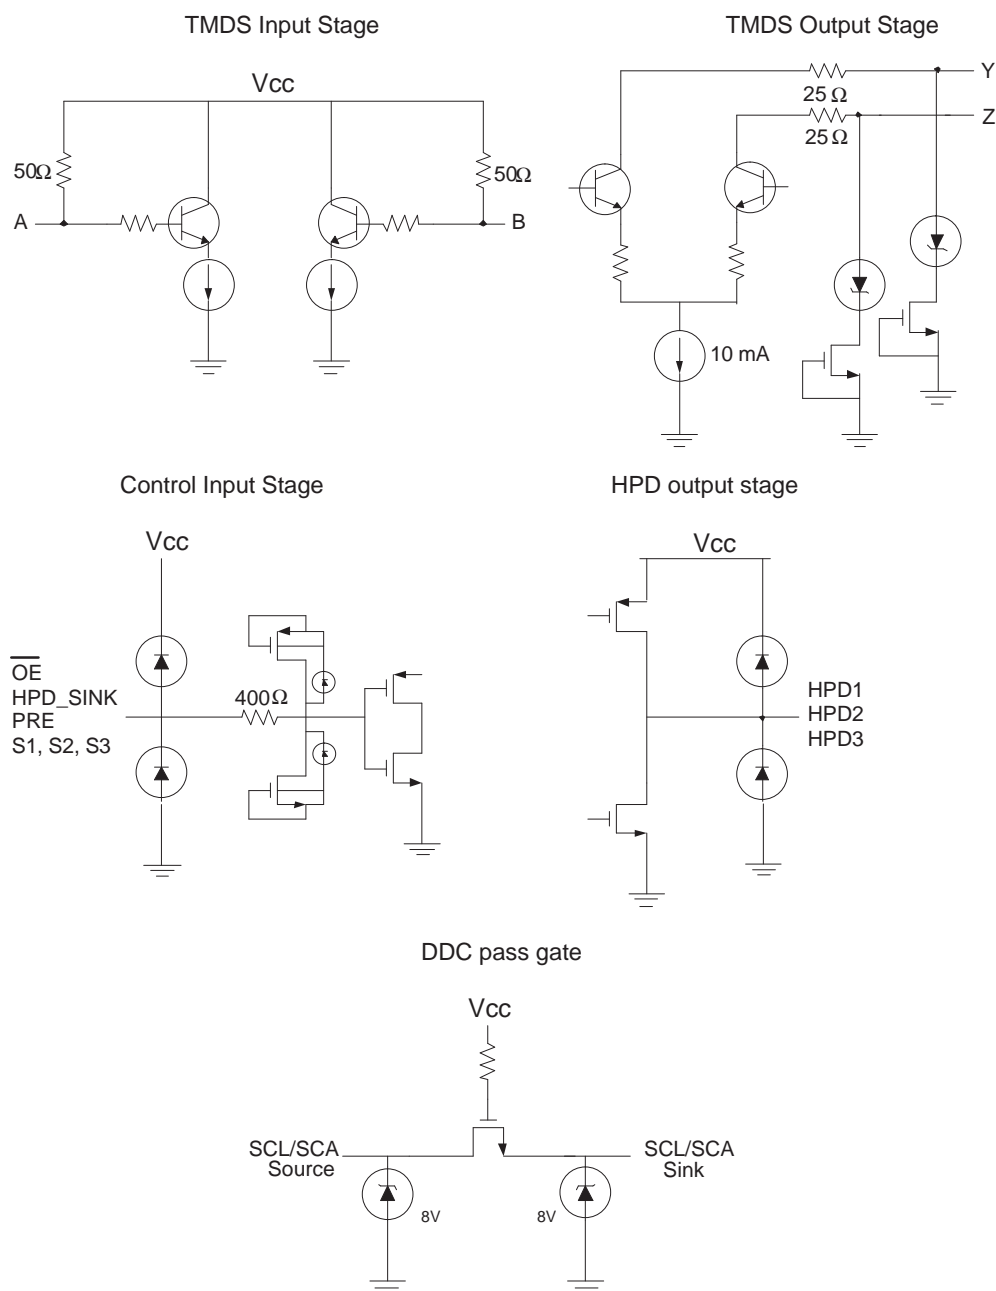 TMDS Input Stage
TMDS Output Stage
Vcc
50Ω
50Ω
A
B
25 Ω
25 Ω
Y
Z
10 mA
Control Input Stage
HPD output stage
Vcc
OE
HPD_SINK
PRE
S1, S2, S3
400Ω
Vcc
HPD1
HPD2
HPD3
DDC pass gate
Vcc
SCL/SCA
Source
SCL/SCA
Sink
8V
8V